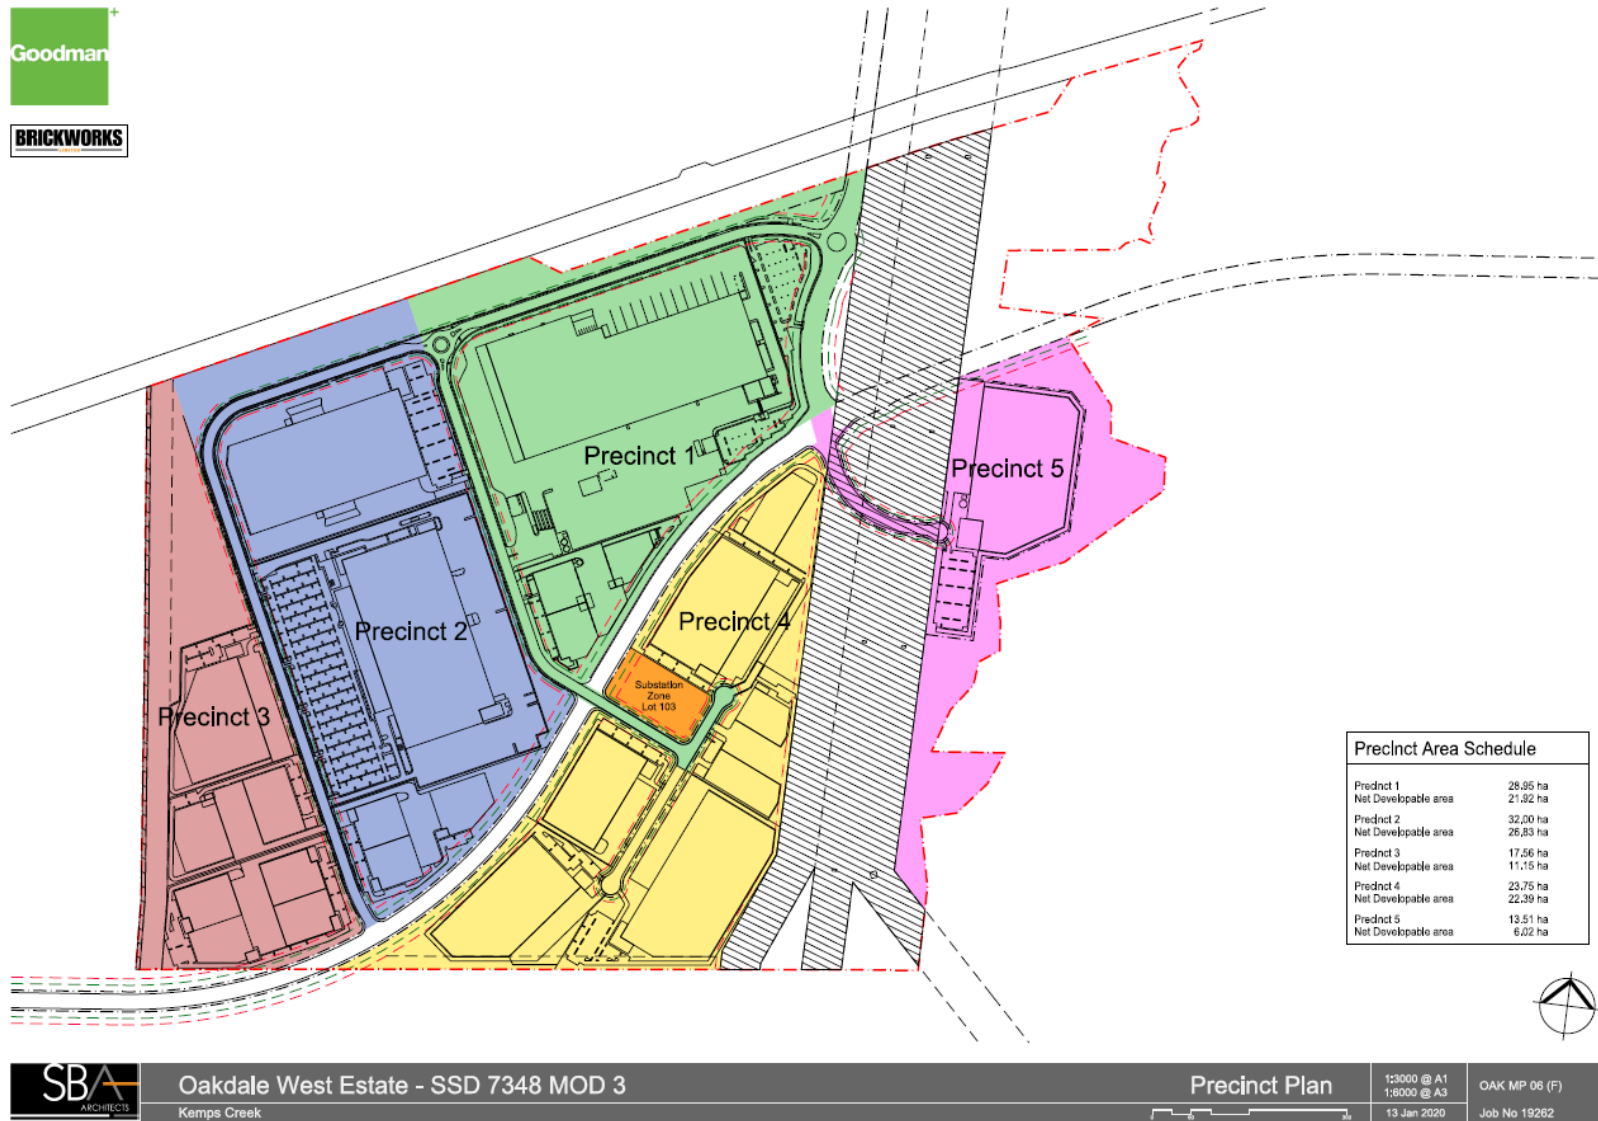 Goodman
BRICKWORKS
LIMITED
Precinct 1
Precinct 5
Precinct 2
Precinct 4
Substation
Zone
Lot 103
Precinct 3
Precinct Area Schedule
Precinct 1 28.95 ha
Net Developable area 21.92 ha
Precinct 2 32.00 ha
Net Developable area 26.83 ha
Precinct 3 17.56 ha
Net Developable area 11.15 ha
Precinct 4 23.75 ha
Net Developable area 22.39 ha
Precinct 5 13.51 ha
Net Developable area 6.02 ha
SBA
ARCHITECTS
Oakdale West Estate - SSD 7348 MOD 3
Kemps Creek
Precinct Plan
1:3000 @ A1
1:6000 @ A3
13 Jan 2020
OAK MP 06 (F)
Job No 19262